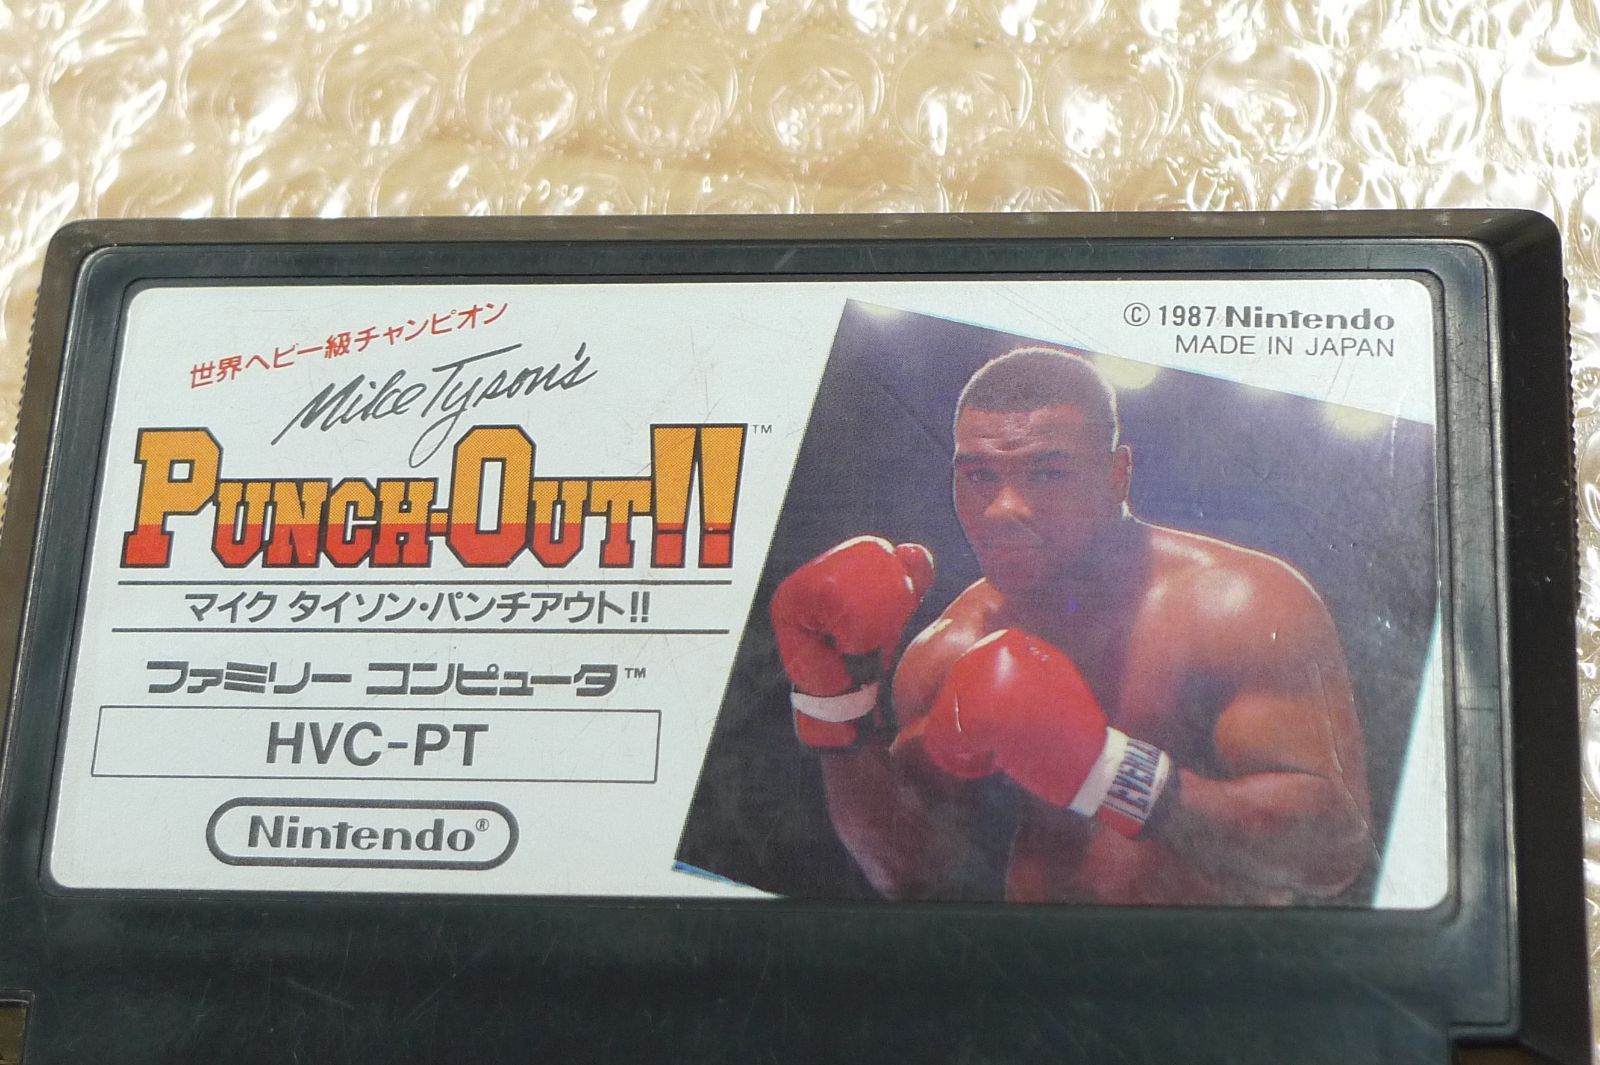 世界ヘビー級チャンピオン
Mike Tyson's
PUNCH-OUT!!™
マイク タイソン・パンチアウト!!
ファミリー コンピュータ™
HVC-PT
Nintendo®
© 1987 Nintendo
MADE IN JAPAN